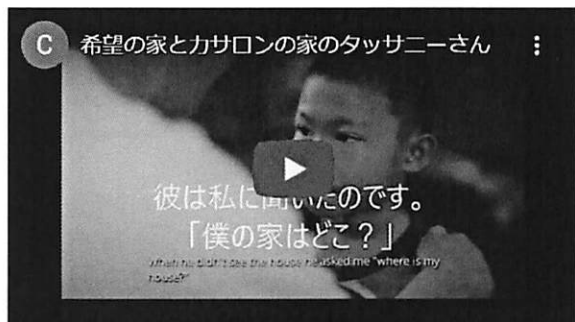 C 希望の家とカサロンの家のタッサニーさん
彼は私に聞いたのです。
「僕の家はどこ？」
When he didn't see the house he asked me "where is my
house?"